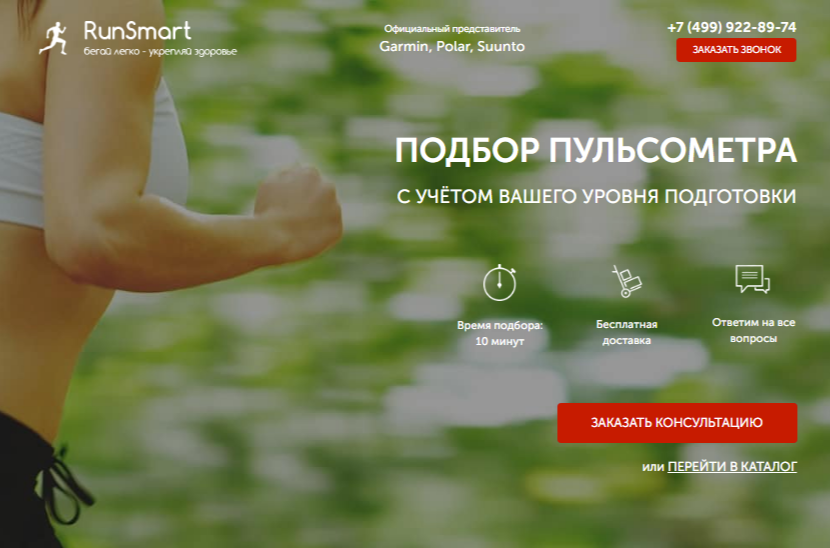 RunSmart
бегай легко - укрепляй здоровье
Официальный представитель
Garmin, Polar, Suunto
+7 (499) 922-89-74
ЗАКАЗАТЬ ЗВОНОК
ПОДБОР ПУЛЬСОМЕТРА
С УЧЁТОМ ВАШЕГО УРОВНЯ ПОДГОТОВКИ
Время подбора:
10 минут
Бесплатная
доставка
Ответим на все
вопросы
ЗАКАЗАТЬ КОНСУЛЬТАЦИЮ
или ПЕРЕЙТИ В КАТАЛОГ